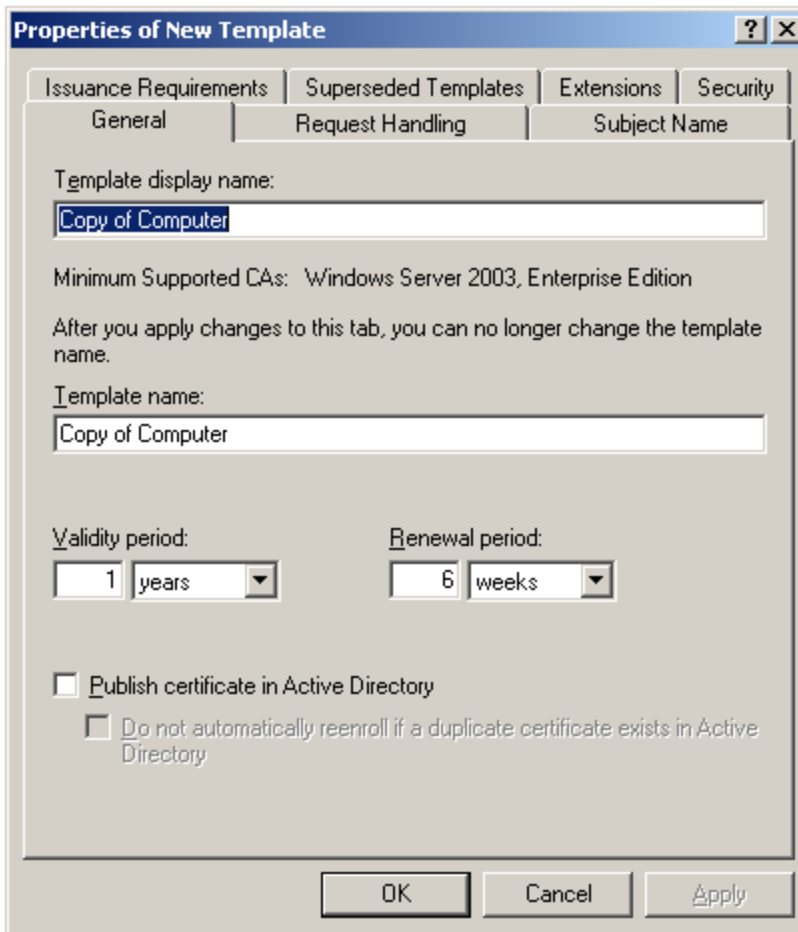 Properties of New Template
Issuance Requirements Superseded Templates Extensions Security
General Request Handling Subject Name
Template display name:
Copy of Computer
Minimum Supported CAs: Windows Server 2003, Enterprise Edition
After you apply changes to this tab, you can no longer change the template
name.
Template name:
Copy of Computer
Validity period: Renewal period:
1 years 6 weeks
Publish certificate in Active Directory
Do not automatically reenroll if a duplicate certificate exists in Active
Directory
OK Cancel Apply